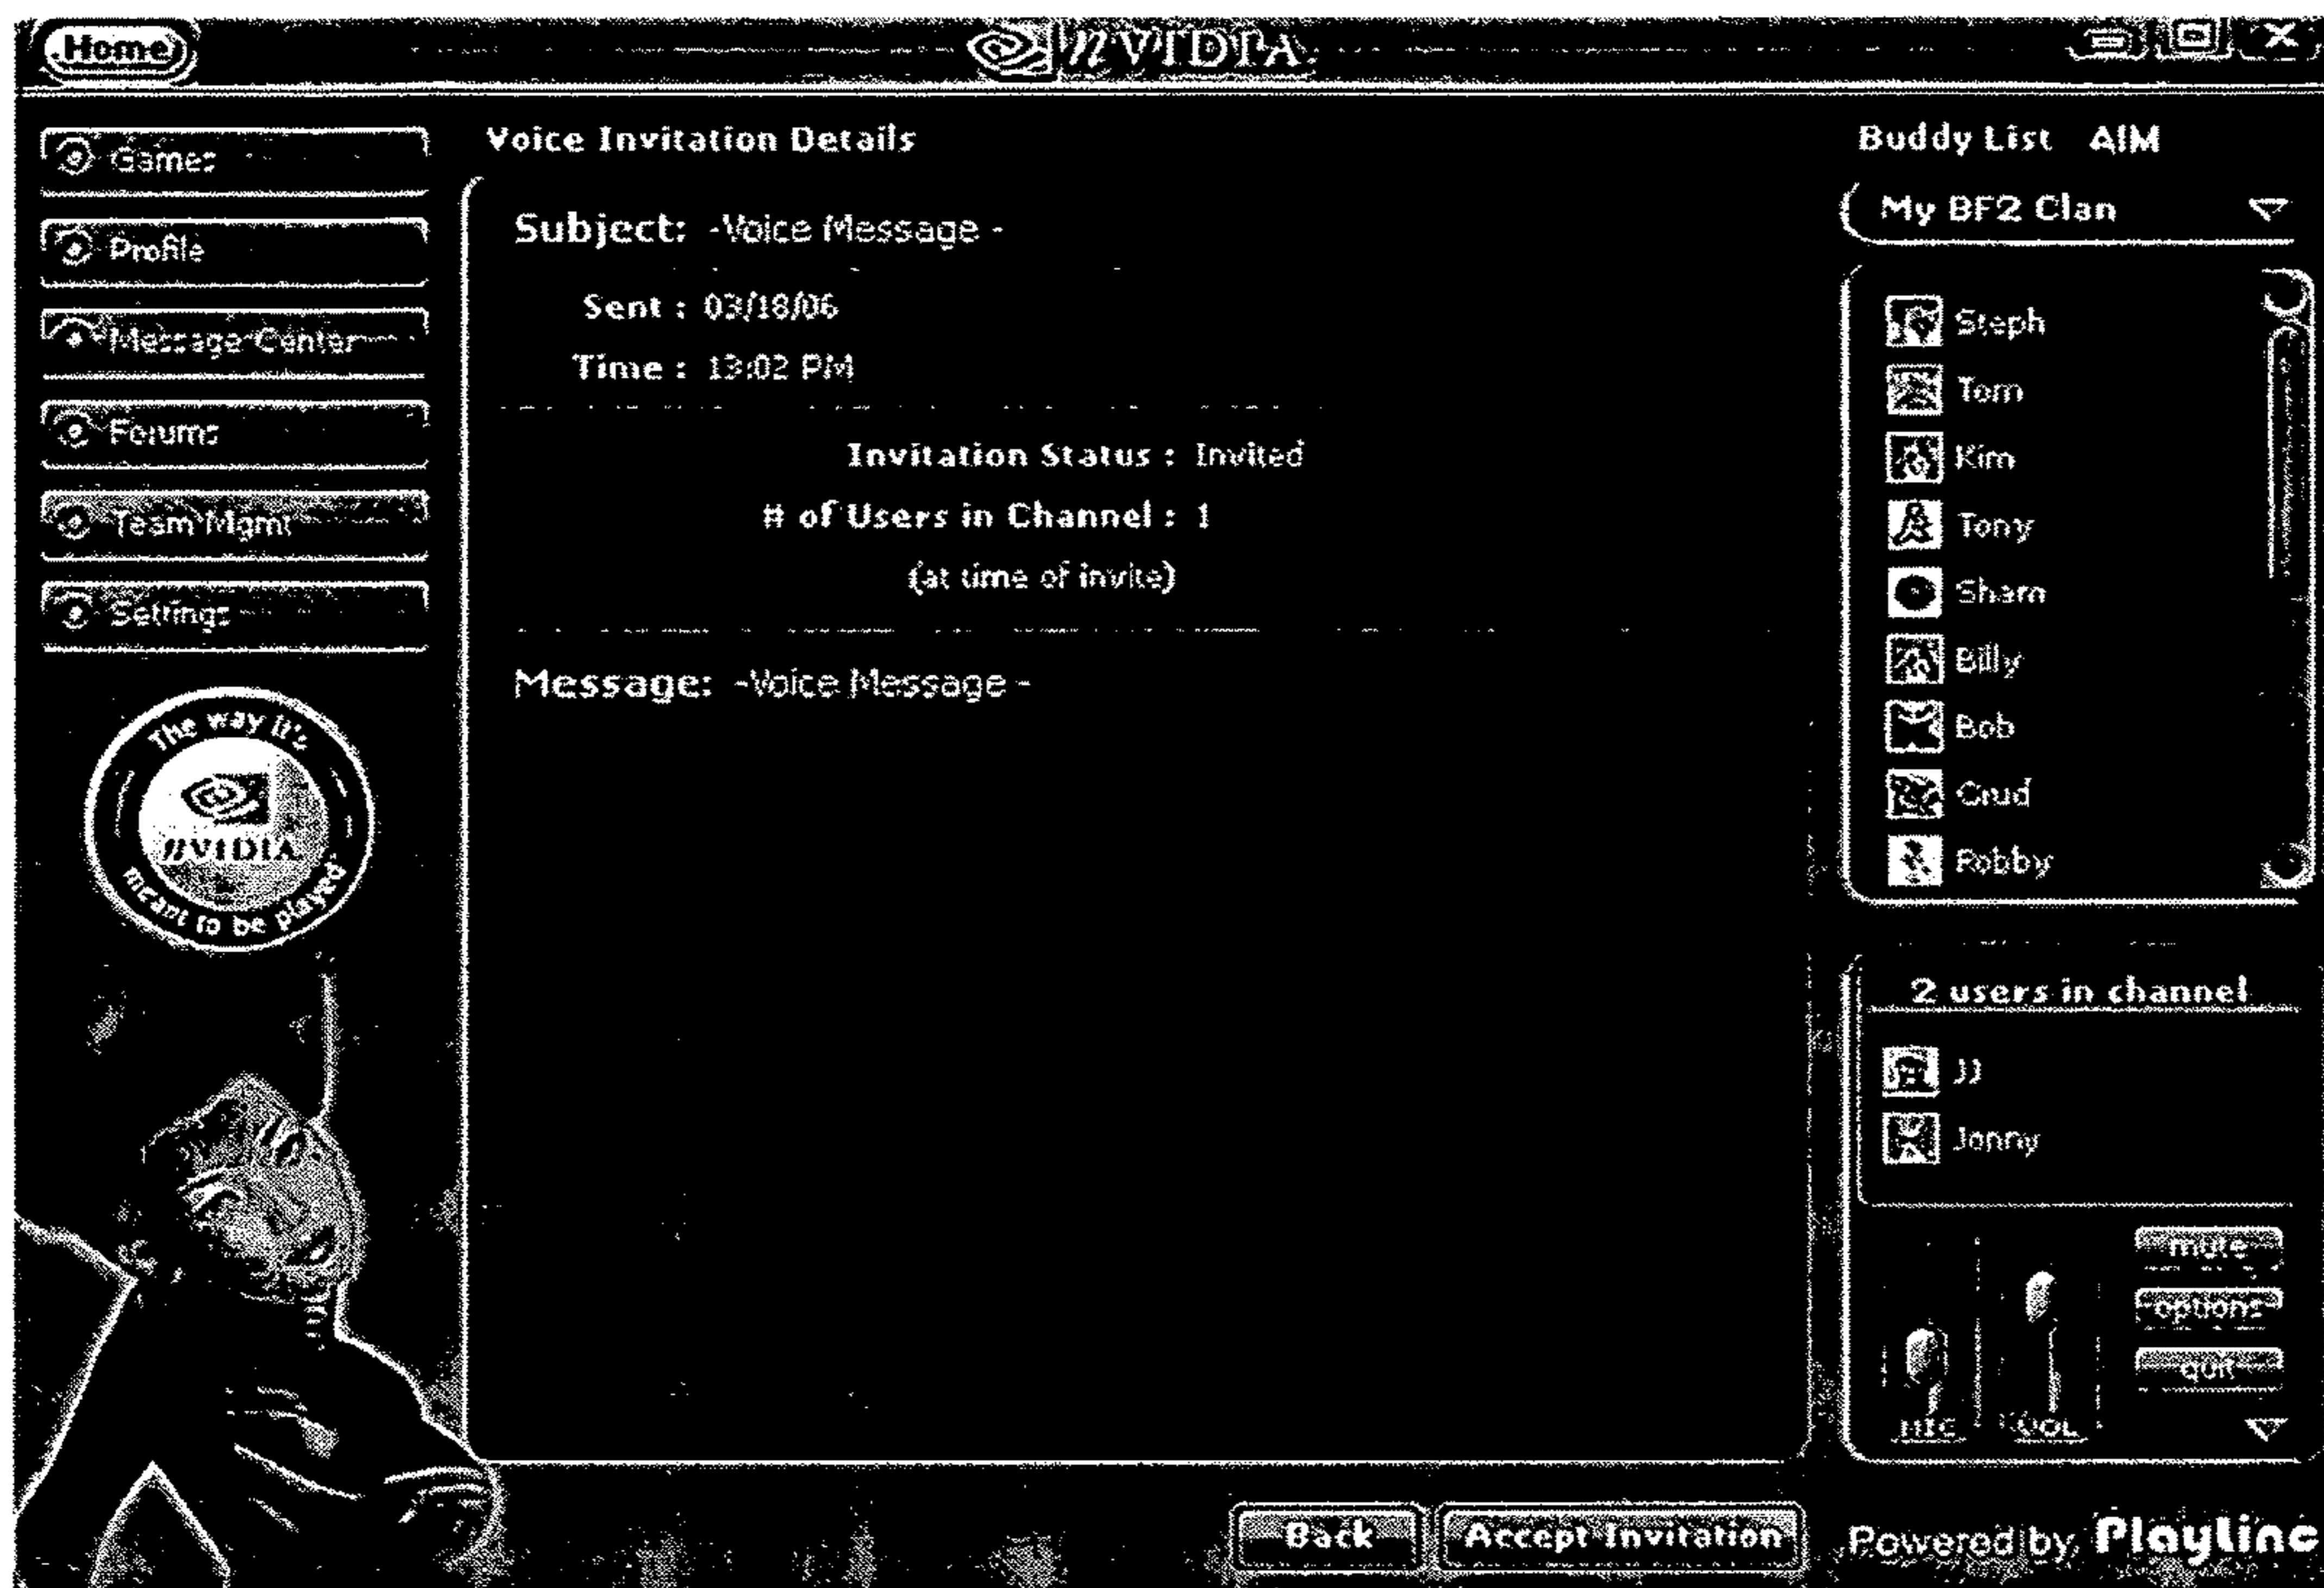 Home
nVIDIA.
Games
Profile
Message Center
Forums
Team Mgmt
Settings
The way it's
nVIDIA
meant to be played
Voice Invitation Details
Subject: -Voice Message -
Sent : 03/18/06
Time : 13:02 PM
Invitation Status : Invited
# of Users in Channel : 1
(at time of invite)
Message: -Voice Message -
Back
Accept Invitation
Buddy List AIM
My BF2 Clan
Steph
Tom
Kim
Tony
Sham
Billy
Bob
Crud
Robby
2 users in channel
JJ
Jonny
mute
options
quit
MIC VOL
Powered by PlayLinc